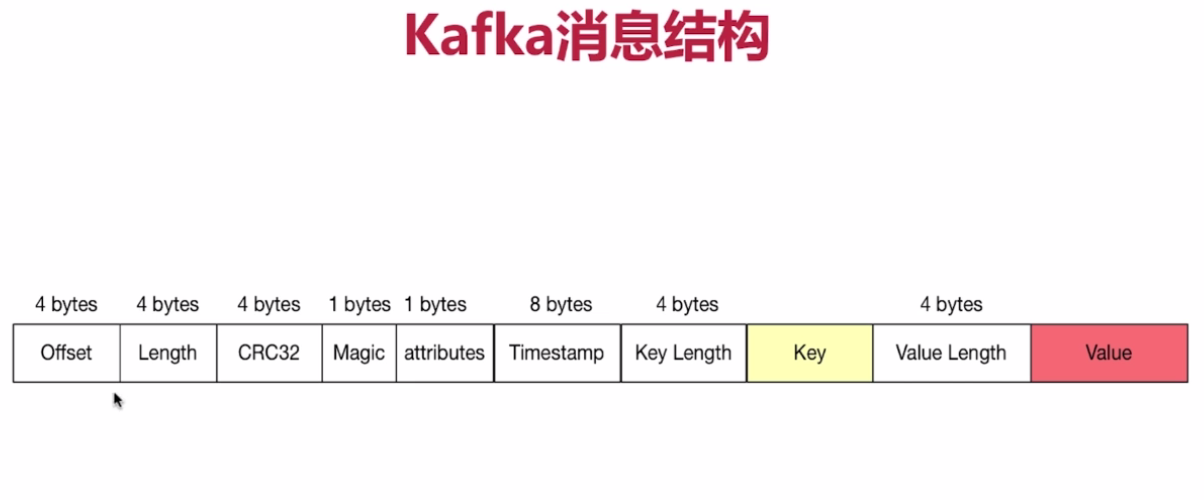 Kafka消息结构
4 bytes 4 bytes 4 bytes 1 bytes 1 bytes 8 bytes 4 bytes 4 bytes
Offset Length CRC32 Magic attributes Timestamp Key Length Key Value Length Value